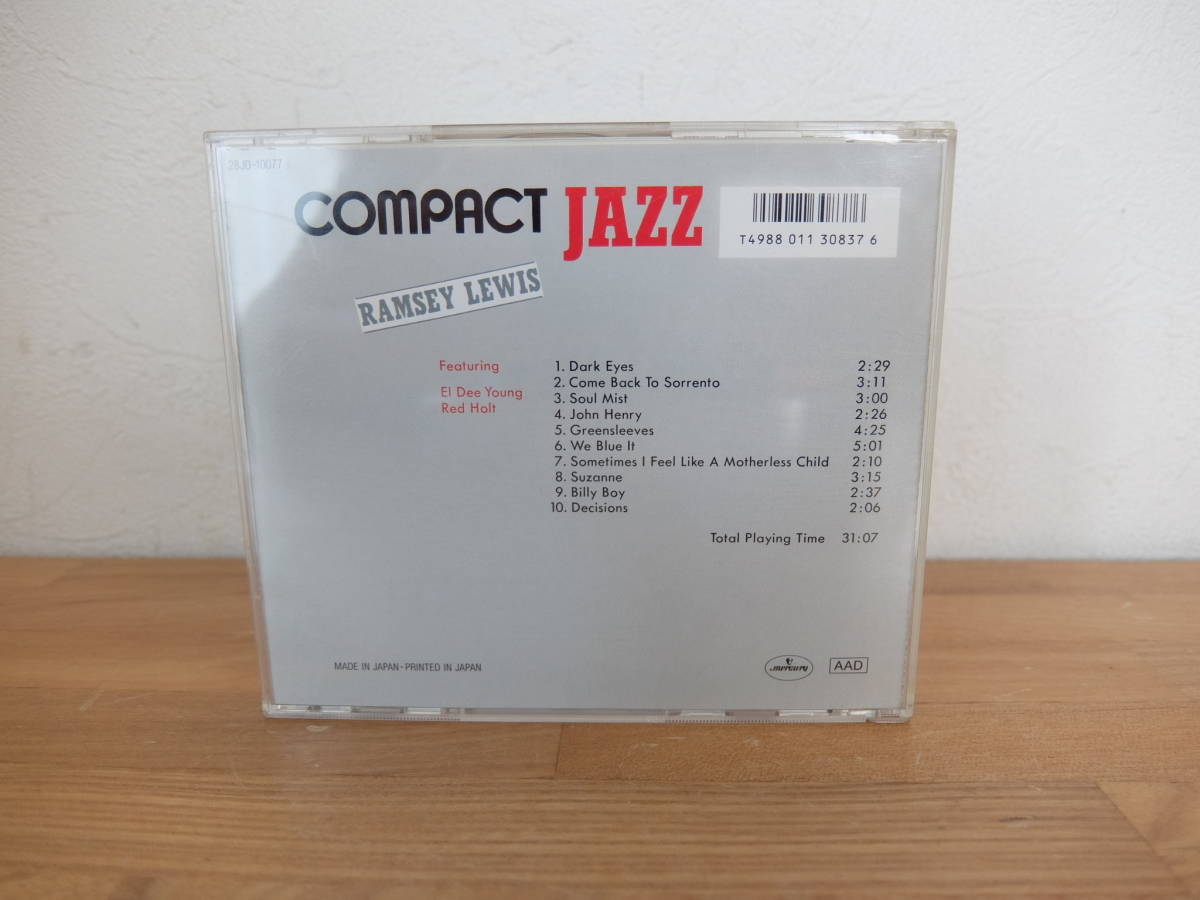 28JD-10077
COMPACT JAZZ
T4988 011 30837 6
RAMSEY LEWIS
Featuring
El Dee Young
Red Holt
1. Dark Eyes 2:29
2. Come Back To Sorrento 3:11
3. Soul Mist 3:00
4. John Henry 2:26
5. Greensleeves 4:25
6. We Blue It 5:01
7. Sometimes I Feel Like A Motherless Child 2:10
8. Suzanne 3:15
9. Billy Boy 2:37
10. Decisions 2:06
Total Playing Time 31:07
MADE IN JAPAN · PRINTED IN JAPAN
mercury
AAD